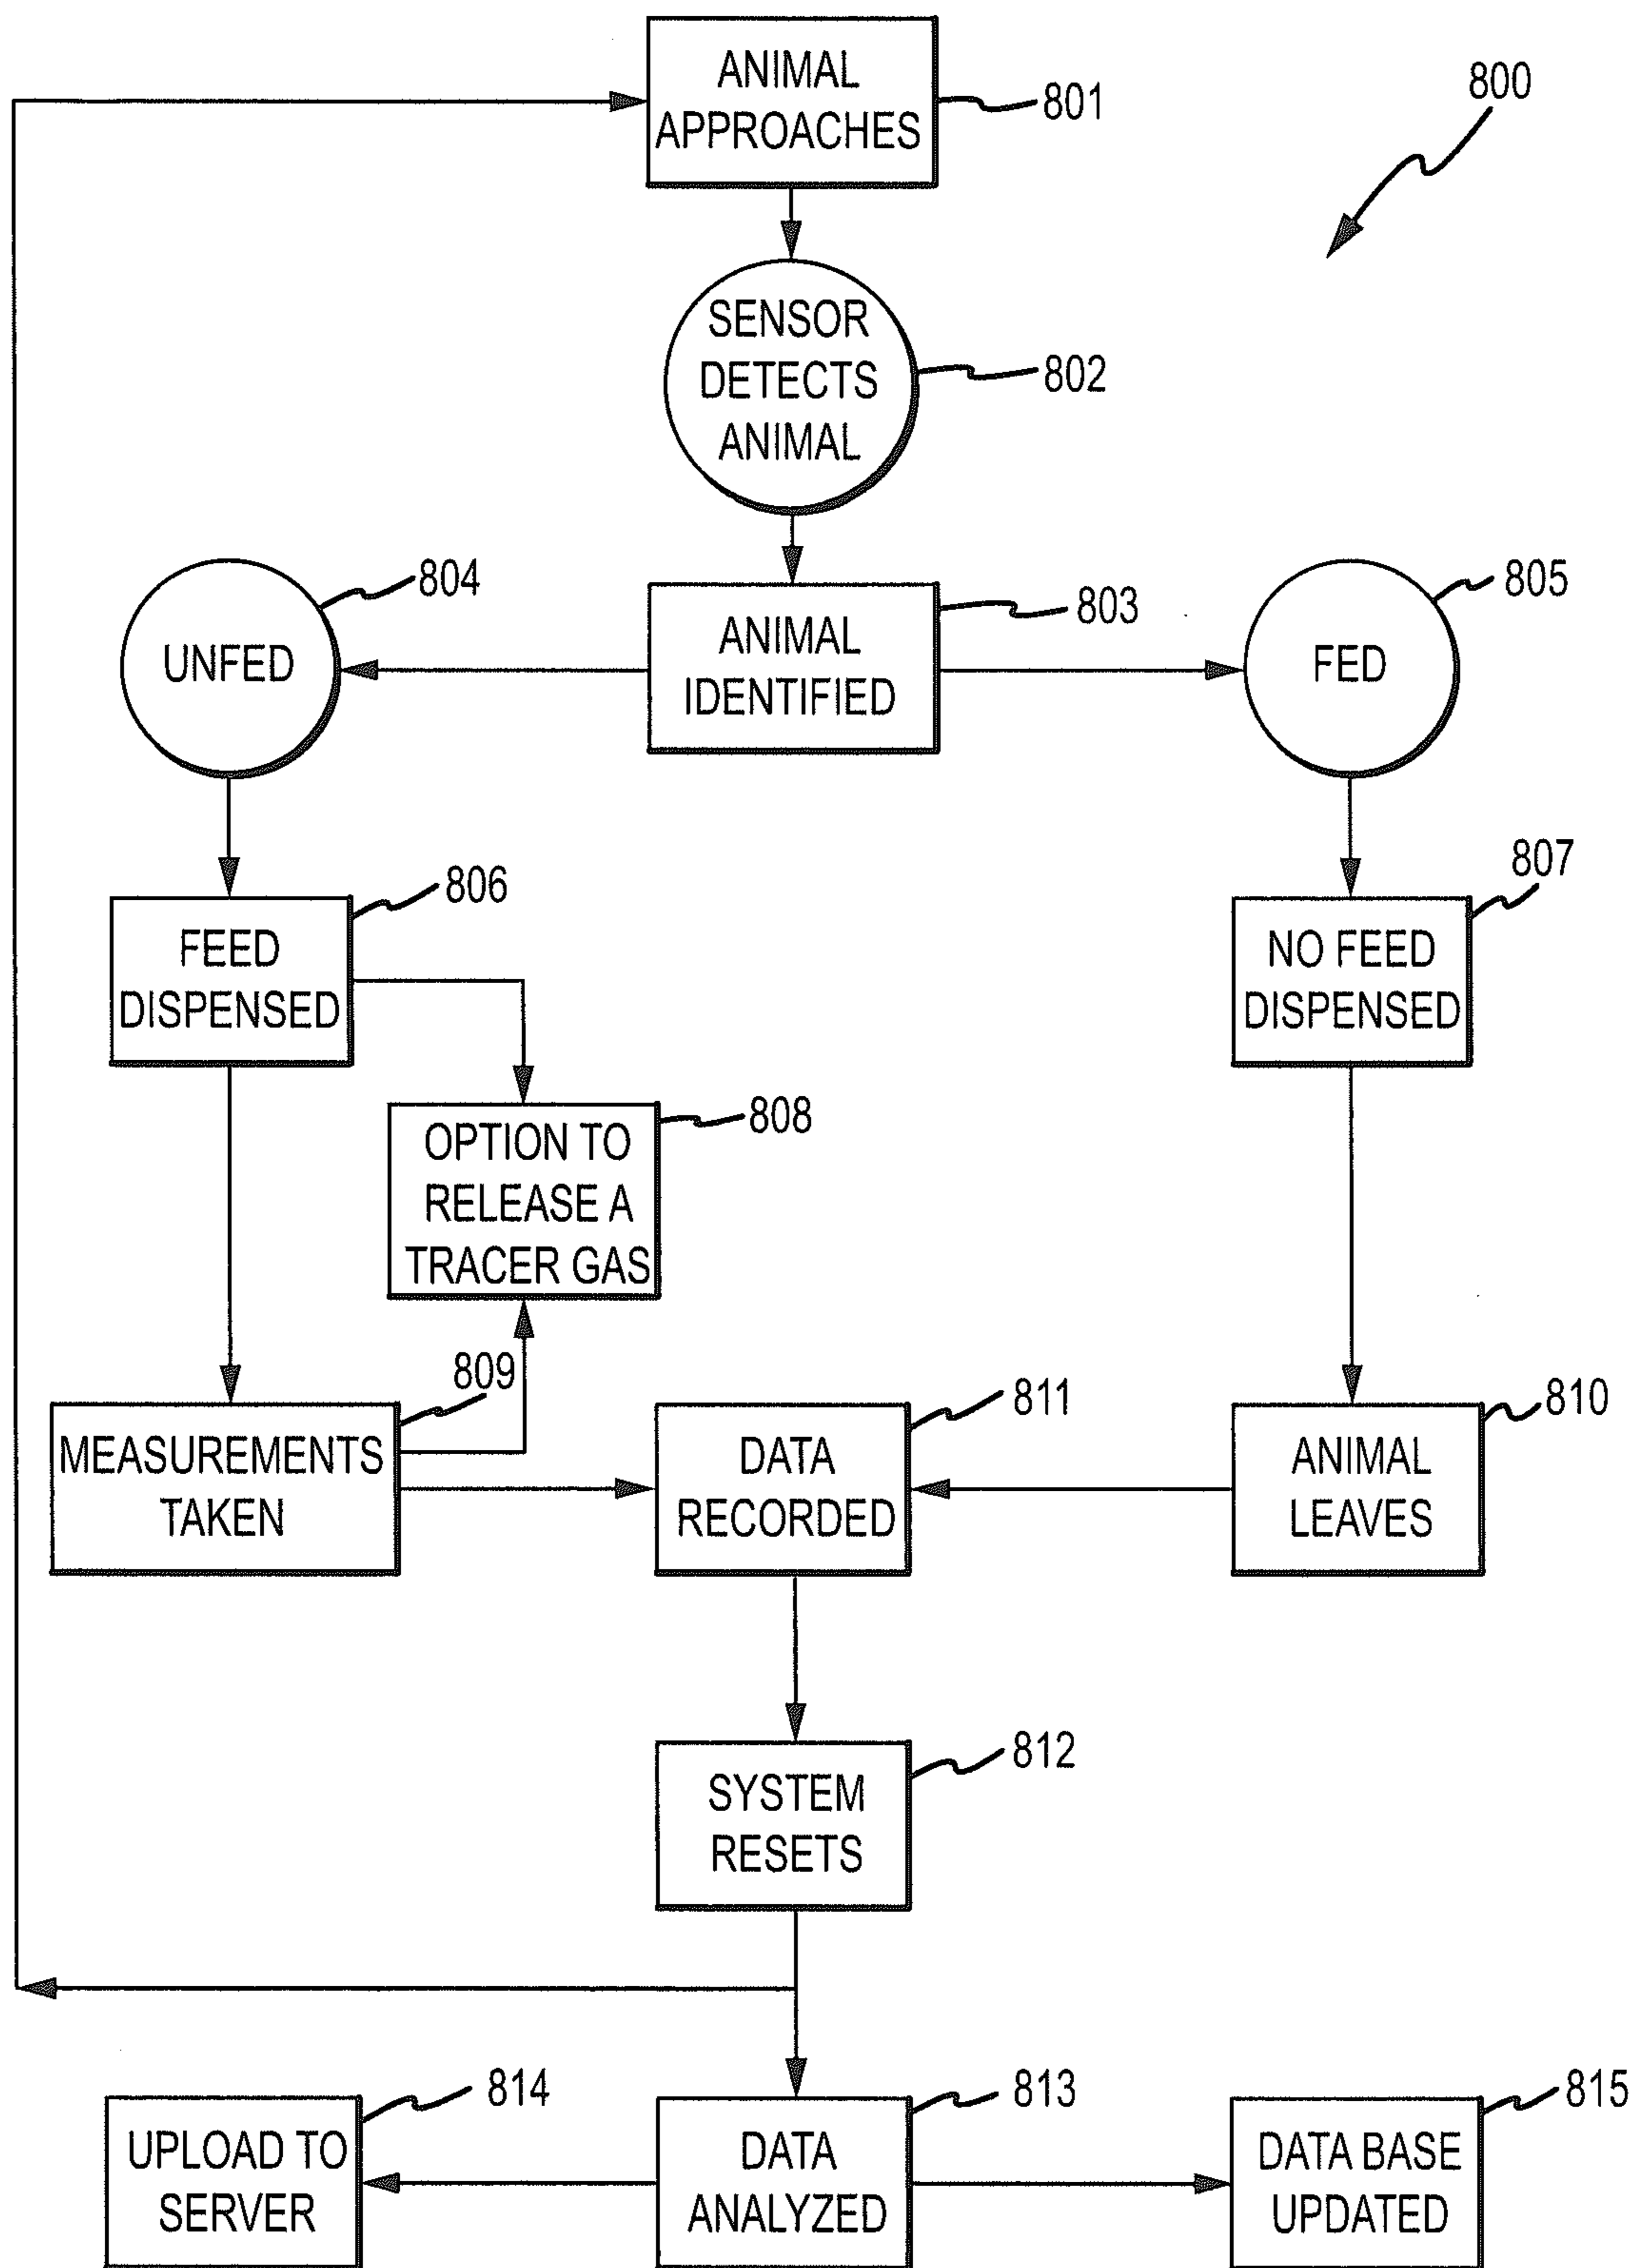 ANIMAL
APPROACHES
801
800
SENSOR
DETECTS
ANIMAL
802
804
UNFED
ANIMAL
IDENTIFIED
803
805
FED
806
FEED
DISPENSED
807
NO FEED
DISPENSED
808
OPTION TO
RELEASE A
TRACER GAS
809
MEASUREMENTS
TAKEN
811
DATA
RECORDED
810
ANIMAL
LEAVES
812
SYSTEM
RESETS
814
UPLOAD TO
SERVER
813
DATA
ANALYZED
815
DATA BASE
UPDATED